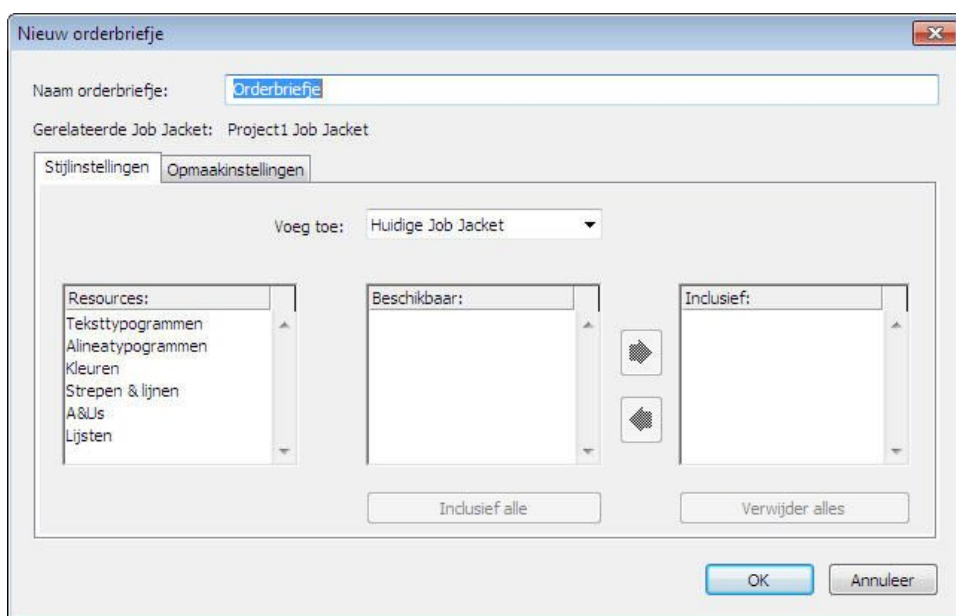 Nieuw orderbriefje
Naam orderbriefje: Orderbriefje
Gerelateerde Job Jacket: Project1 Job Jacket
Stijlinstellingen Opmaakinstellingen
Voeg toe: Huidige Job Jacket
Resources: Beschikbaar: Inclusief:
Teksttypogrammen
Alineatypogrammen
Kleuren
Strepen & lijnen
A&Us
Lijsten
Inclusief alle Verwijder alles
OK Annuleer